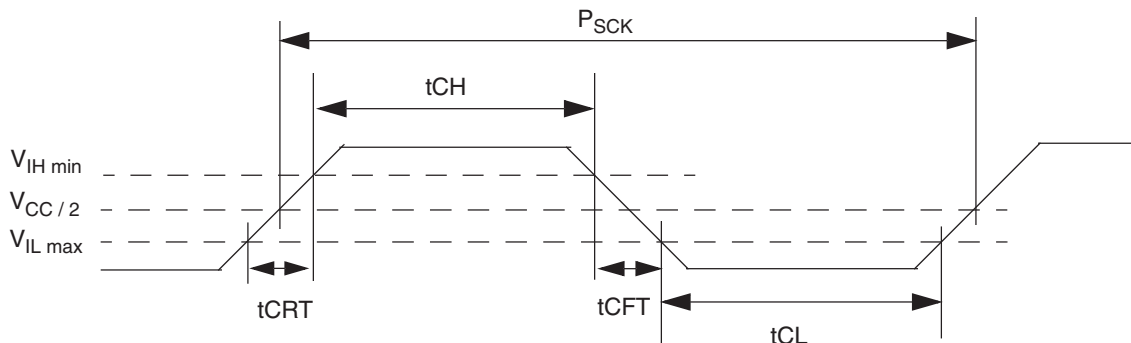 PSCK
tCH
VIH min
VCC / 2
VIL max
tCRT
tCFT
tCL